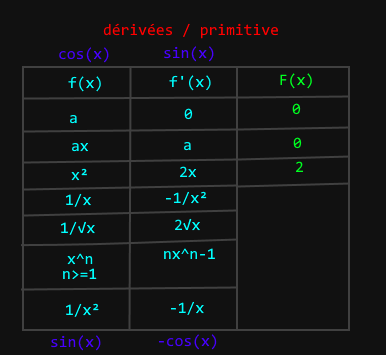 dérivées / primitive
cos(x) sin(x)
f(x) f'(x) F(x)
a 0 0
ax a 0
x² 2x 2
1/x -1/x²
1/√x 2√x
x^n nx^n-1
n>=1
1/x² -1/x
sin(x) -cos(x)